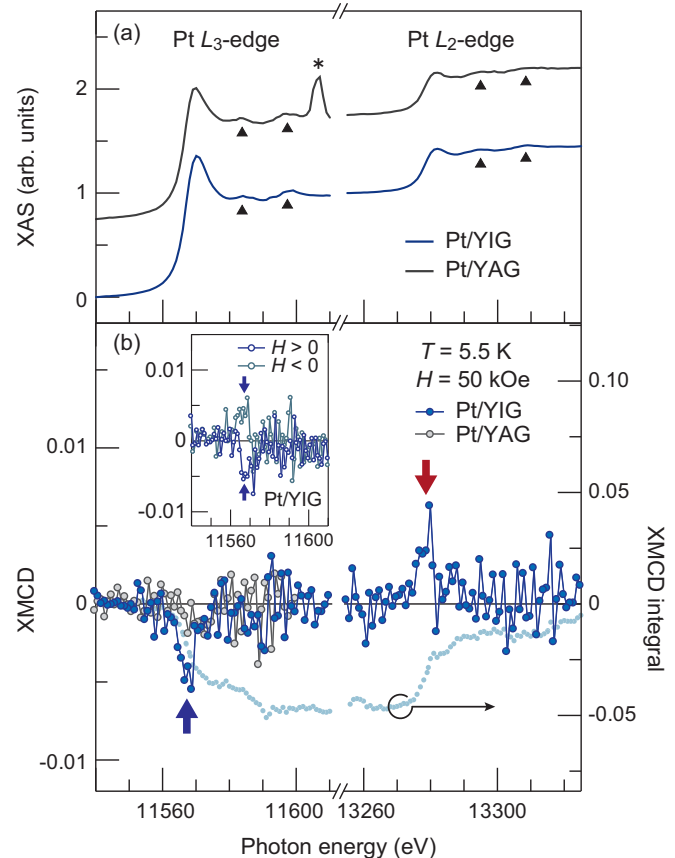 (a)
Pt L3-edge
Pt L2-edge
*
2
1
0
XAS (arb. units)
Pt/YIG
Pt/YAG
(b)
H > 0
H < 0
0.01
0
-0.01
Pt/YIG
11560
11600
T = 5.5 K
H = 50 kOe
Pt/YIG
Pt/YAG
0.01
0
-0.01
XMCD
0.10
0.05
0
-0.05
XMCD integral
11560
11600
13260
13300
Photon energy (eV)